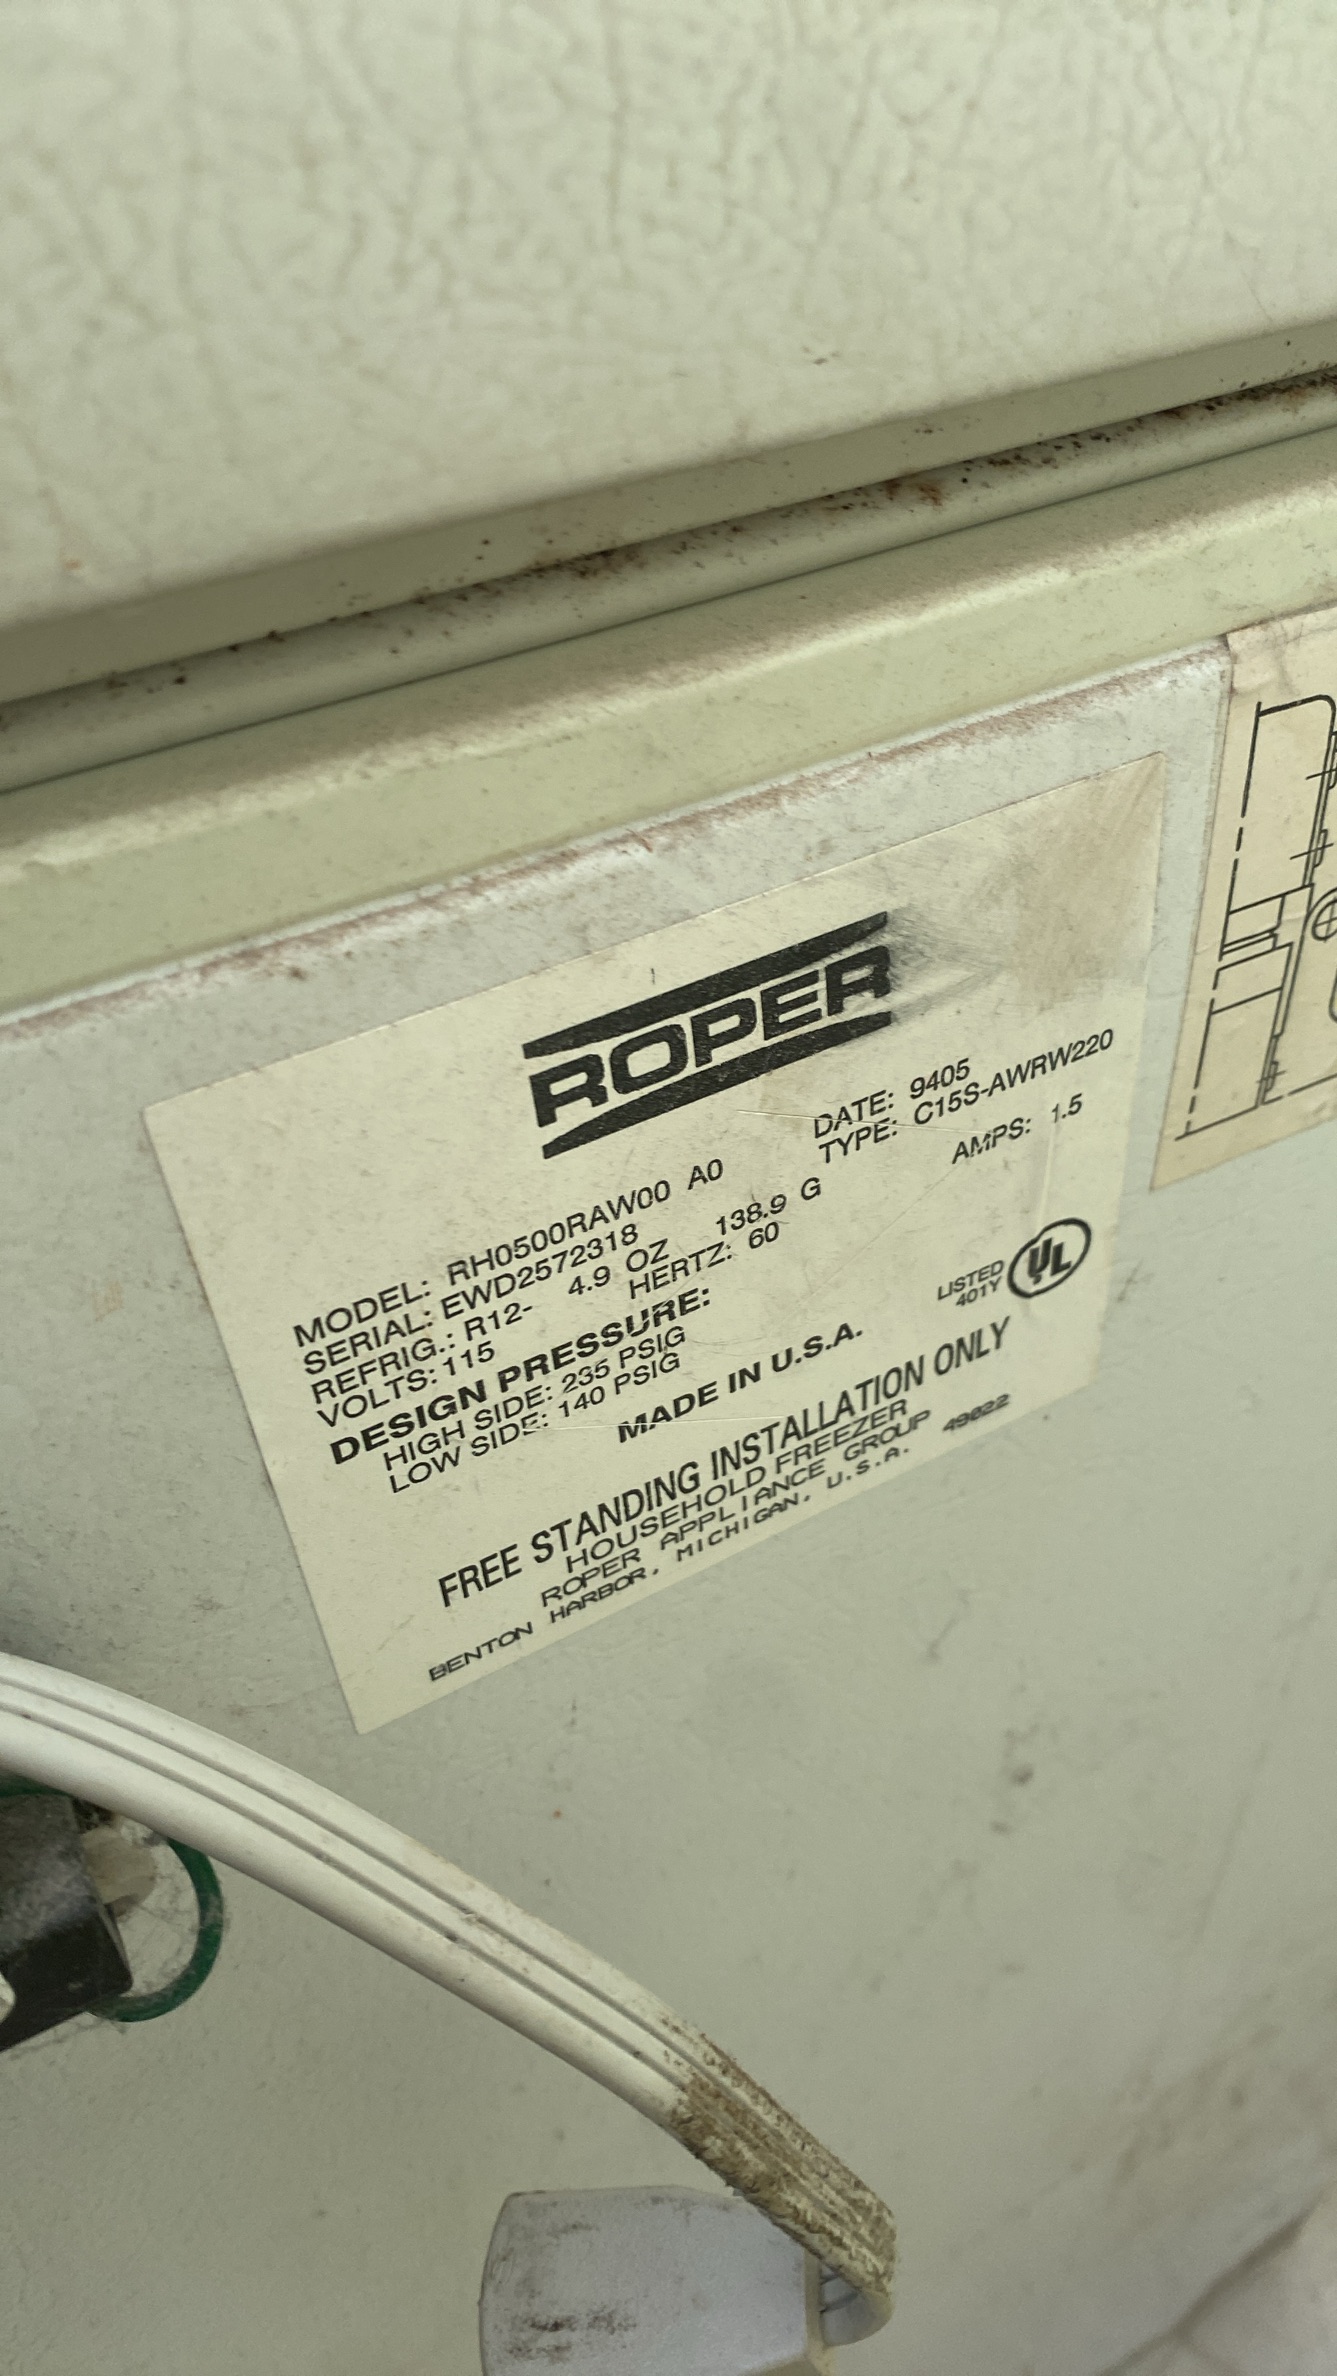 ROPER
DATE: 9405
MODEL: RH0500RAW00 A0 TYPE: C15S-AWRW220
SERIAL: EWD2572318
REFRIG.: R12- 4.9 OZ 138.9 G AMPS: 1.5
VOLTS: 115 HERTZ: 60
DESIGN PRESSURE:
HIGH SIDE: 235 PSIG
LOW SIDE: 140 PSIG
LISTED
401Y
UL
MADE IN U.S.A.
FREE STANDING INSTALLATION ONLY
HOUSEHOLD FREEZER
ROPER APPLIANCE GROUP
BENTON HARBOR, MICHIGAN, U.S.A. 49022